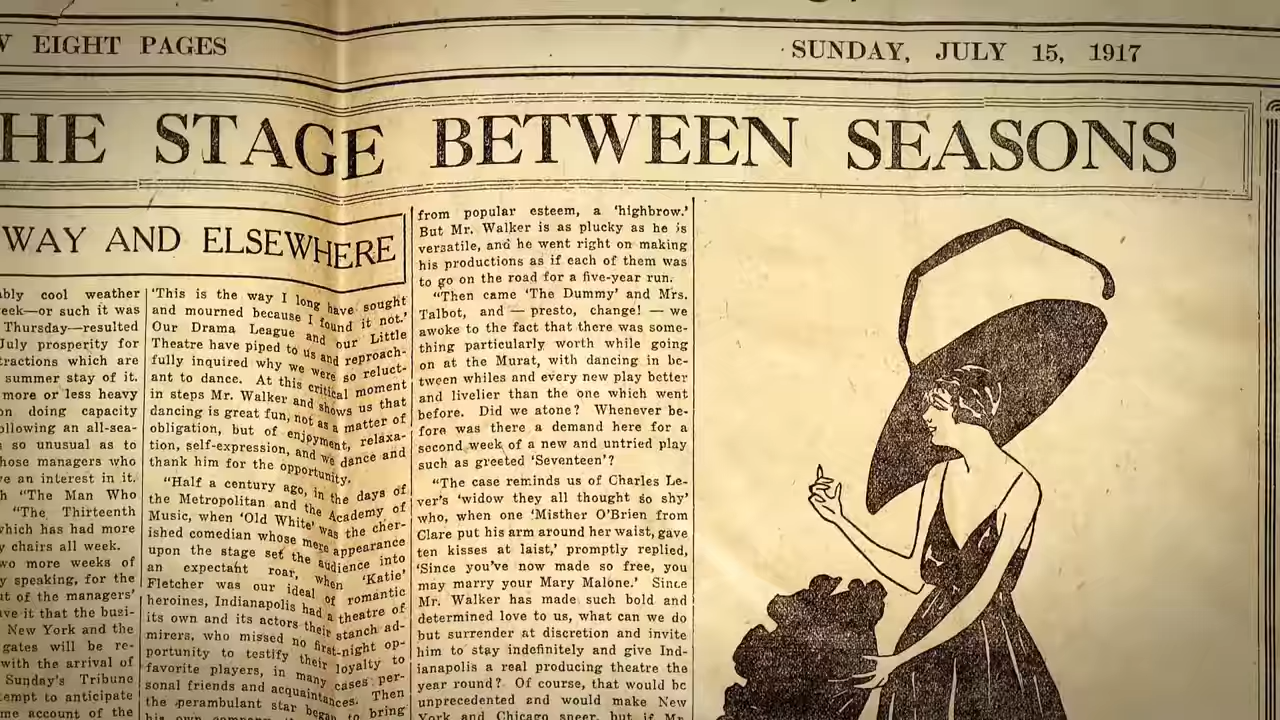 EIGHT PAGES
SUNDAY, JULY 15, 1917
STAGE BETWEEN SEASONS
WAY AND ELSEWHERE
cool weather
or such it was
Thursday—resulted
July prosperity for
which are
summer stay of it.
more or less heavy
doing capacity
an all-sea-
so unusual as to
managers who
an interest in it.
"The Man Who
"The Thirteenth
which has had more
chairs all week.
more weeks of
speaking, for the
of the managers'
it that the busi-
New York and the
gates will be re-
with the arrival of
Sunday's Tribune
to anticipate
account of the
'This is the way I long have sought
and mourned because I found it not.'
Our Drama League and our Little
Theatre have piped to us and reproach-
fully inquired why we were so reluct-
ant to dance. At this critical moment
in steps Mr. Walker and shows us that
dancing is great fun, not as a matter of
obligation, but of enjoyment, relaxa-
tion, self-expression, and we dance and
thank him for the opportunity.
"Half a century ago, in the days of
the Metropolitan and the Academy of
Music, when 'Old White' was the cher-
ished comedian whose mere appearance
upon the stage set the audience into
an expectant roar, when 'Katie'
Fletcher was our ideal of romantic
heroines, Indianapolis had a theatre of
its own and its actors their stanch ad-
mirers, who missed no first-night op-
portunity to testify their loyalty to
favorite players, in many cases per-
sonal friends and acquaintances. Then
the perambulant star began to bring
his own company
from popular esteem, a 'highbrow.'
But Mr. Walker is as plucky as he is
versatile, and he went right on making
his productions as if each of them was
to go on the road for a five-year run.
"Then came 'The Dummy' and Mrs.
Talbot, and — presto, change! — we
awoke to the fact that there was some-
thing particularly worth while going
on at the Murat, with dancing in be-
tween whiles and every new play better
and livelier than the one which went
before. Did we atone? Whenever be-
fore was there a demand here for a
second week of a new and untried play
such as greeted 'Seventeen'?
"The case reminds us of Charles Le-
ver's 'widow they all thought so shy'
who, when one 'Misther O'Brien from
Clare put his arm around her waist, gave
ten kisses at laist,' promptly replied,
'Since you've now made so free, you
may marry your Mary Malone.' Since
Mr. Walker has made such bold and
determined love to us, what can we do
but surrender at discretion and invite
him to stay indefinitely and give Ind-
ianapolis a real producing theatre the
year round? Of course, that would be
unprecedented and would make New
York and Chicago sneer, but if Mr.